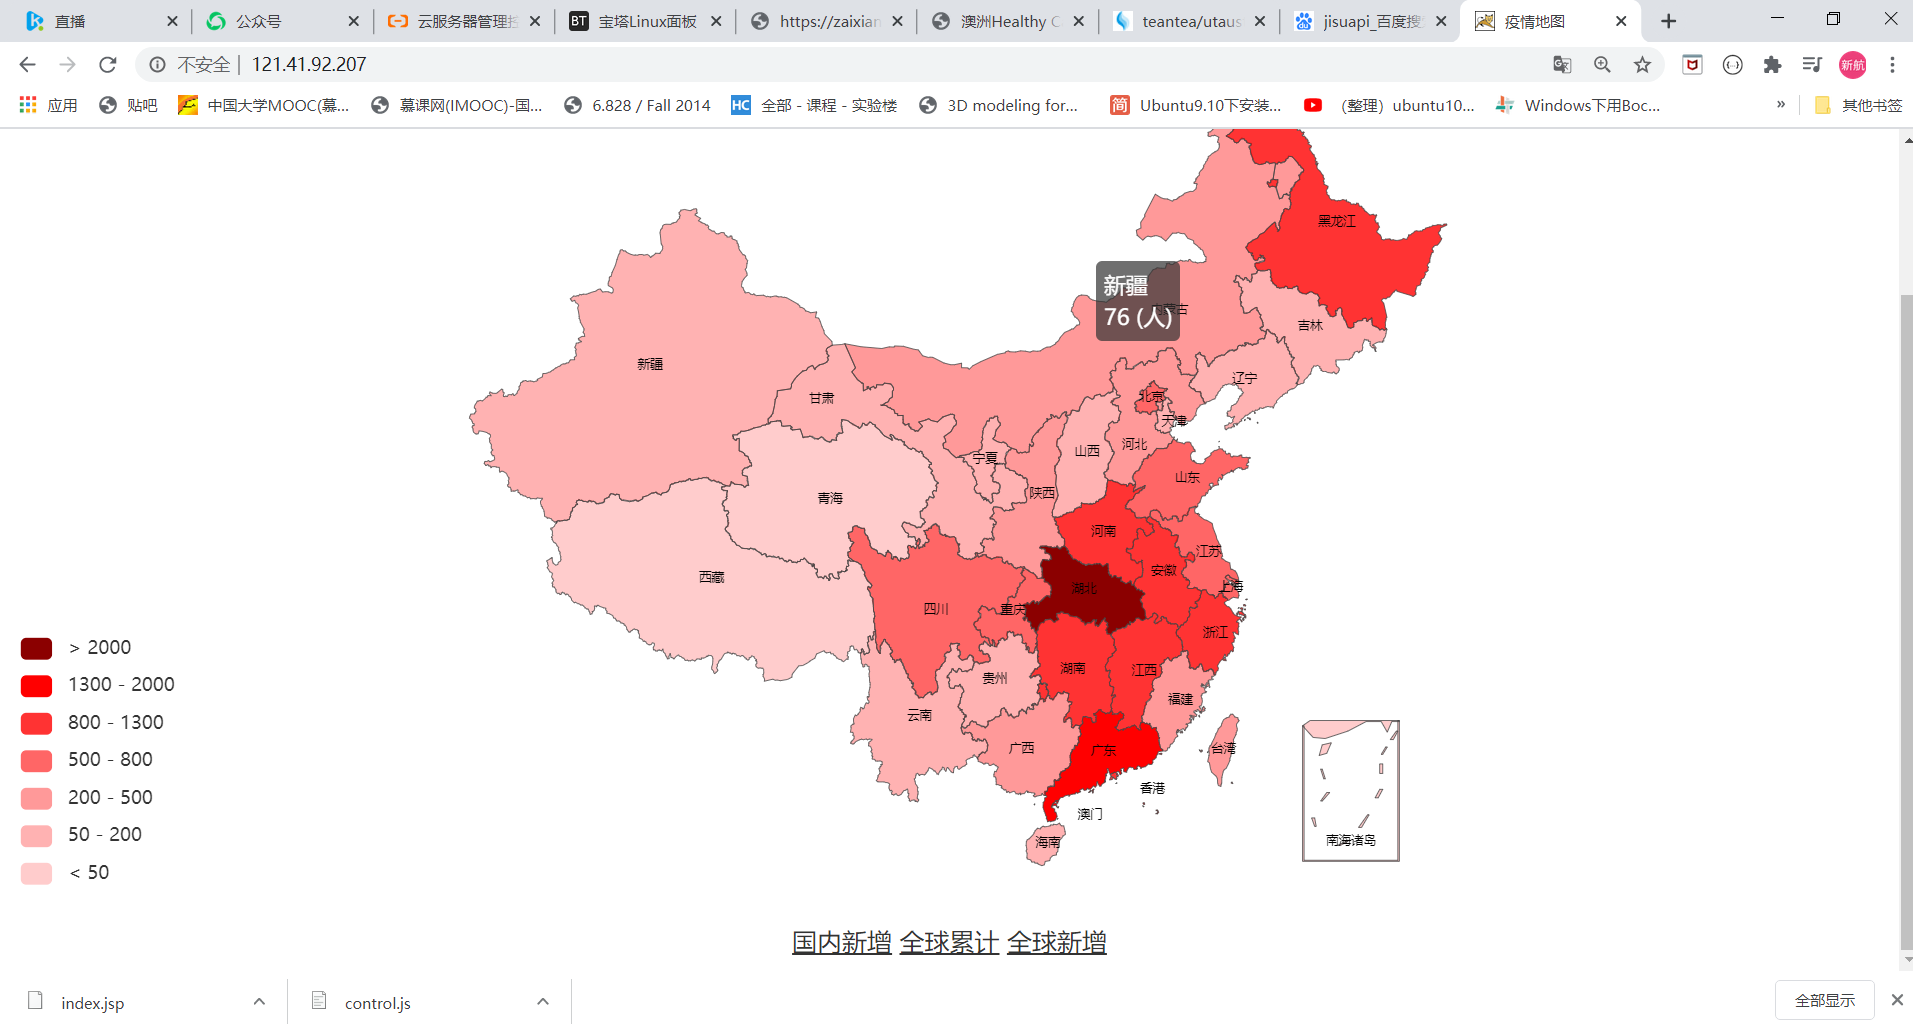 直播
公众号
云服务器管理控
宝塔Linux面板
https://zaixian
澳洲Healthy C
teantea/utaus
jisuapi_百度搜
疫情地图
不安全 | 121.41.92.207
新航
应用
贴吧
中国大学MOOC(慕...
慕课网(IMOOC)-国...
6.828 / Fall 2014
HC
全部 - 课程 - 实验楼
3D modeling for...
简
Ubuntu9.10下安装...
（整理）ubuntu10...
Windows下用Boc...
»
其他书签
黑龙江
新疆
76 (人)
内蒙古
吉林
新疆
辽宁
甘肃
北京
天津
河北
山西
宁夏
山东
陕西
青海
河南
江苏
安徽
西藏
上海
湖北
四川
重庆
浙江
湖南
江西
贵州
福建
云南
广西
广东
台湾
香港
澳门
海南
南海诸岛
> 2000
1300 - 2000
800 - 1300
500 - 800
200 - 500
50 - 200
< 50
国内新增 全球累计 全球新增
index.jsp
control.js
全部显示